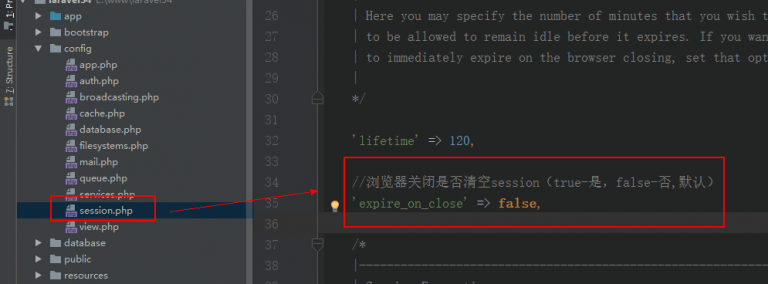 laravel54 E:\www\laravel54
app
bootstrap
config
app.php
auth.php
broadcasting.php
cache.php
database.php
filesystems.php
mail.php
queue.php
services.php
session.php
view.php
database
public
resources
1: Pr
7: Structure
26 | Here you may specify the number of minutes that you wish t
27 | to be allowed to remain idle before it expires. If you wan
28 | to immediately expire on the browser closing, set that opt
29 |
30 */
31
32 'lifetime' => 120,
33
34 //浏览器关闭是否清空session（true-是，false-否,默认）
35 'expire_on_close' => false,
36
37 /*
38 |--------------------------------------------------------------